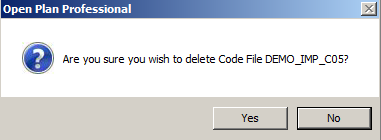 Open Plan Professional
Are you sure you wish to delete Code File DEMO_IMP_C05?
Yes No